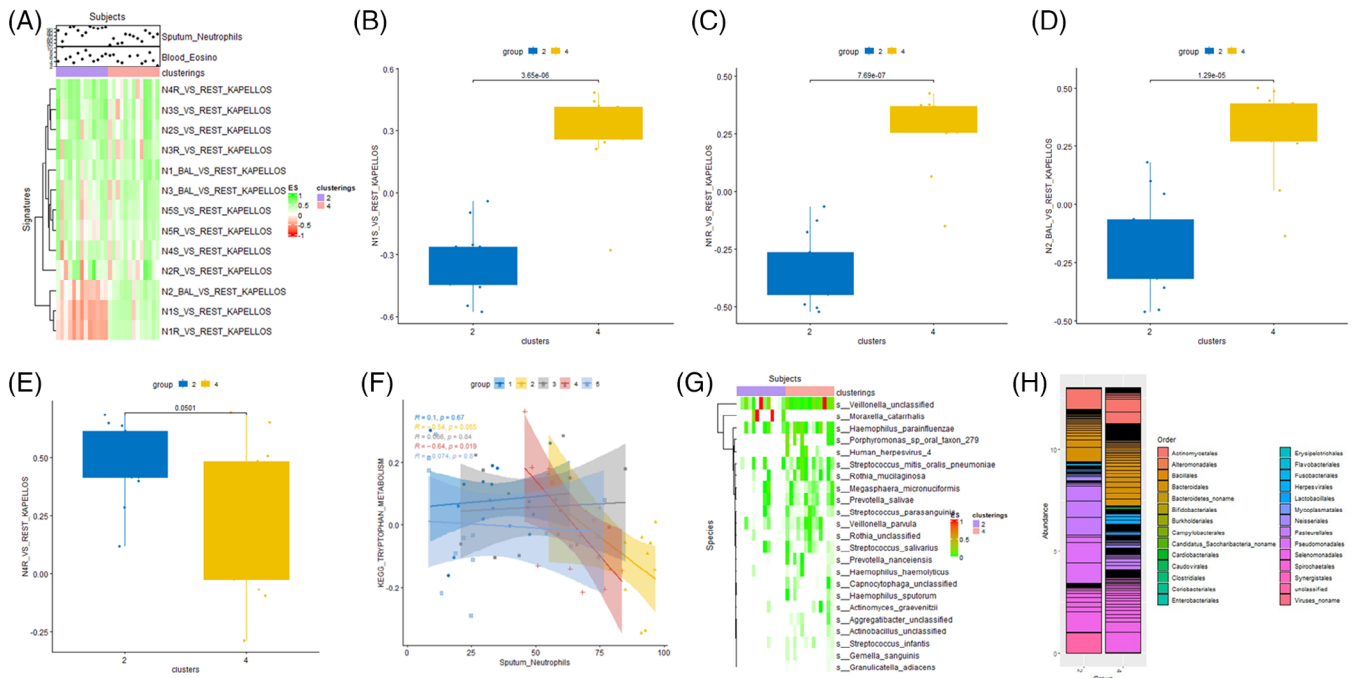 (A)
Subjects
Sputum_Neutrophils
Blood_Eosino
clusterings
N4R_VS_REST_KAPELLOS
N3S_VS_REST_KAPELLOS
N2S_VS_REST_KAPELLOS
N3R_VS_REST_KAPELLOS
N1_BAL_VS_REST_KAPELLOS
N3_BAL_VS_REST_KAPELLOS
N5S_VS_REST_KAPELLOS
N5R_VS_REST_KAPELLOS
N4S_VS_REST_KAPELLOS
N2R_VS_REST_KAPELLOS
N2_BAL_VS_REST_KAPELLOS
N1S_VS_REST_KAPELLOS
N1R_VS_REST_KAPELLOS
Signatures
ES
1
0.5
0
-0.5
-1
clusterings
2
4
(B)
group 2 4
3.65e-06
0.6
0.3
0.0
-0.3
-0.6
N1S_VS_REST_KAPELLOS
2 4
clusters
(C)
group 2 4
7.69e-07
0.50
0.25
0.00
-0.25
-0.50
N1R_VS_REST_KAPELLOS
2 4
clusters
(D)
group 2 4
1.29e-05
0.50
0.25
0.00
-0.25
-0.50
N2_BAL_VS_REST_KAPELLOS
2 4
clusters
(E)
group 2 4
0.0501
0.50
0.25
0.00
-0.25
N4R_VS_REST_KAPELLOS
2 4
clusters
(F)
group 1 2 3 4 5
R = 0.1, p = 0.67
R = -0.54, p = 0.055
R = 0.066, p = 0.84
R = -0.64, p = 0.019
0.2
0.0
-0.2
KEGG_TRYPTOPHAN_METABOLISM
0 25 50 75 100
Sputum_Neutrophils
(G)
Subjects
clusterings
s__Veillonella_unclassified
s__Moraxella_catarrhalis
s__Haemophilus_parainfluenzae
s__Porphyromonas_sp_oral_taxon_279
s__Human_herpesvirus_4
s__Streptococcus_mitis_oralis_pneumoniae
s__Rothia_mucilaginosa
s__Megasphaera_micronuciformis
s__Prevotella_salivae
s__Streptococcus_parasanguinis
s__Veillonella_parvula
s__Rothia_unclassified
s__Streptococcus_salivarius
s__Prevotella_nanceiensis
s__Haemophilus_haemolyticus
s__Capnocytophaga_unclassified
s__Haemophilus_sputorum
s__Actinomyces_graevenitzii
s__Aggregatibacter_unclassified
s__Actinobacillus_unclassified
s__Streptococcus_infantis
s__Gemella_sanguinis
s__Granulicatella_adiacens
Species
ES
1
0.5
0
clusterings
2
4
(H)
10
5
0
Abundance
2 4
Group
Order
Actinomycetales
Alteromonadales
Bacillales
Bacteroidales
Bacteroidetes_noname
Bifidobacteriales
Burkholderiales
Campylobacterales
Candidatus_Saccharibacteria_noname
Cardiobacteriales
Caudovirales
Clostridiales
Coriobacteriales
Enterobacteriales
Erysipelotrichales
Flavobacteriales
Fusobacteriales
Herpesvirales
Lactobacillales
Mycoplasmatales
Neisseriales
Pasteurellales
Pseudomonadales
Selenomonadales
Spirochaetales
Synergistales
unclassified
Viruses_noname